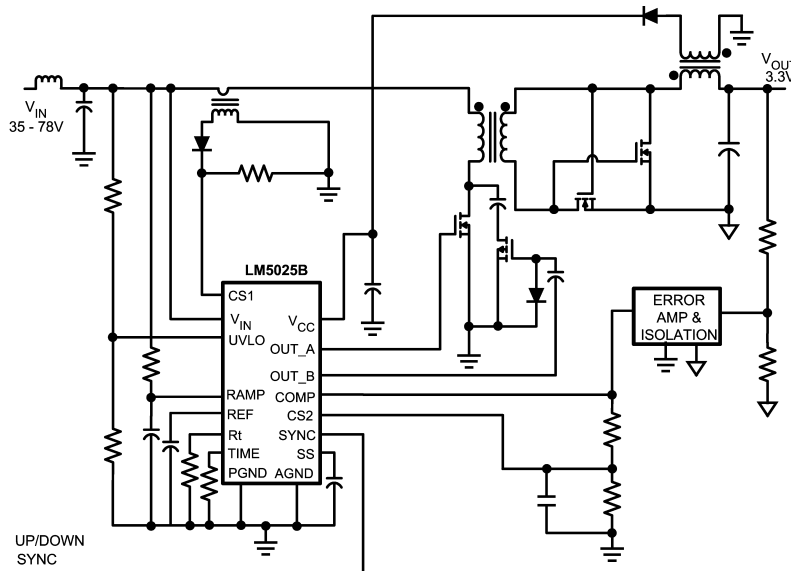 VOUT
3.3V
VIN
35 - 78V
LM5025B
CS1
VIN
UVLO
RAMP
REF
Rt
TIME
PGND
AGND
VCC
OUT_A
OUT_B
COMP
CS2
SYNC
SS
ERROR
AMP &
ISOLATION
UP/DOWN
SYNC